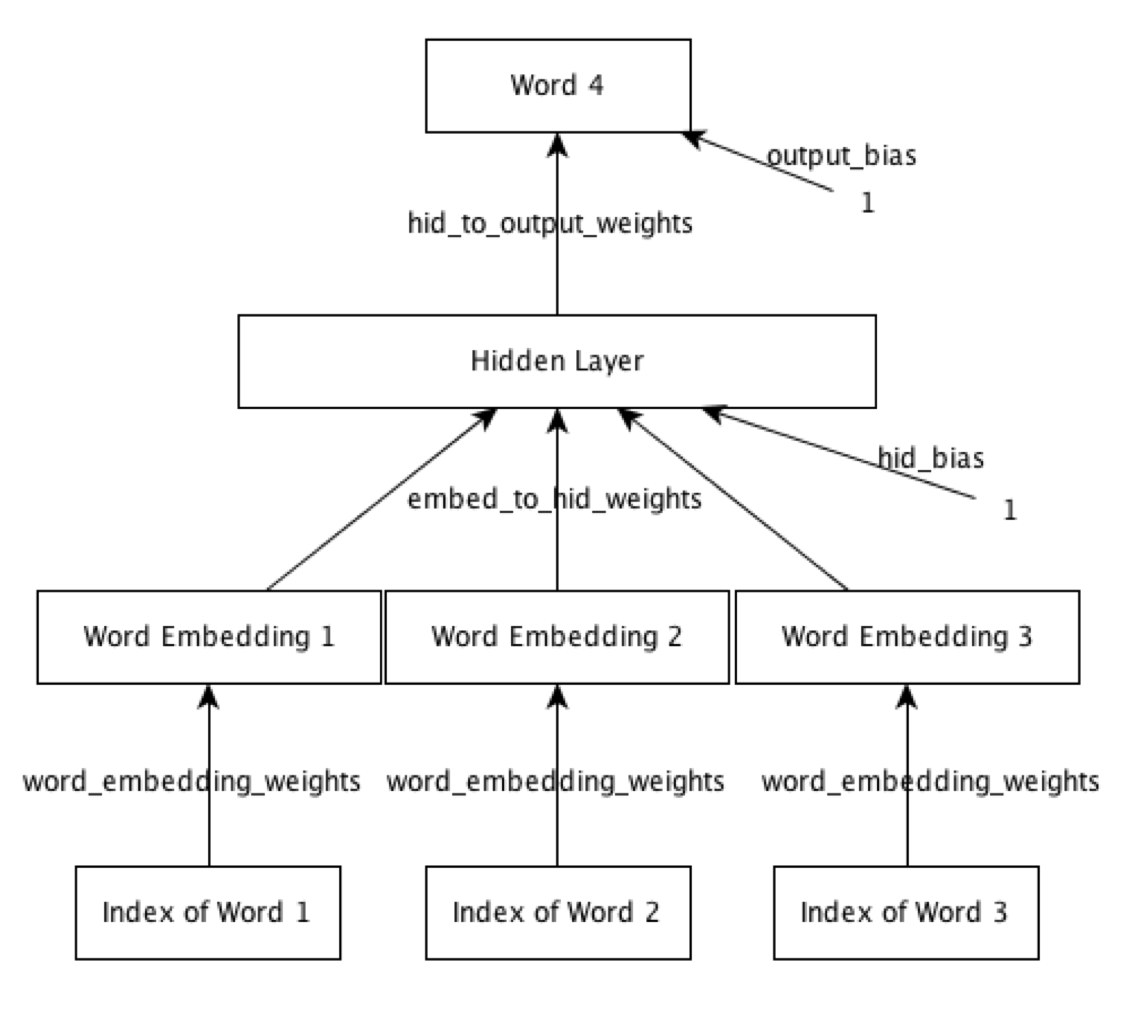 Word 4
output_bias
1
hid_to_output_weights
Hidden Layer
hid_bias
embed_to_hid_weights
1
Word Embedding 1
Word Embedding 2
Word Embedding 3
word_embedding_weights
word_embedding_weights
word_embedding_weights
Index of Word 1
Index of Word 2
Index of Word 3